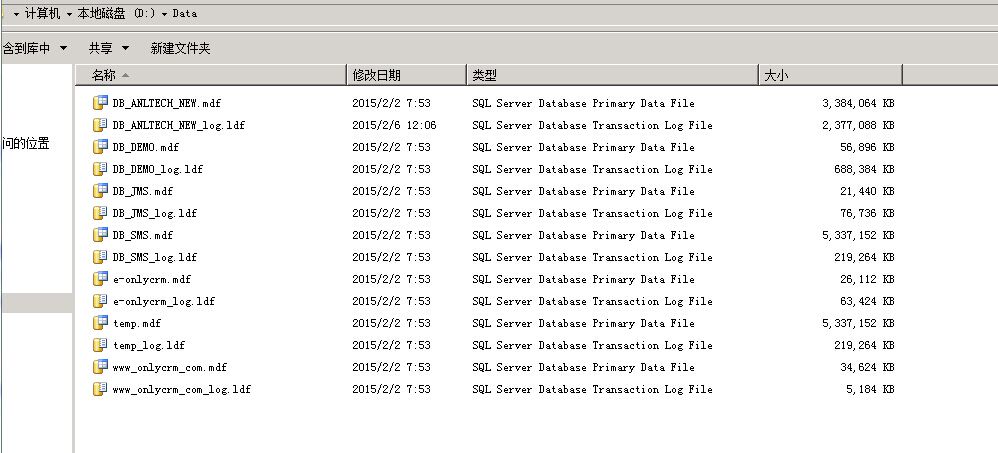 计算机 本地磁盘 (D:) Data
含到库中 共享 新建文件夹
名称 修改日期 类型 大小
DB_ANLTECH_NEW.mdf 2015/2/2 7:53 SQL Server Database Primary Data File 3,384,064 KB
DB_ANLTECH_NEW_log.ldf 2015/2/6 12:06 SQL Server Database Transaction Log File 2,377,088 KB
DB_DEMO.mdf 2015/2/2 7:53 SQL Server Database Primary Data File 56,896 KB
问的位置
DB_DEMO_log.ldf 2015/2/2 7:53 SQL Server Database Transaction Log File 688,384 KB
DB_JMS.mdf 2015/2/2 7:53 SQL Server Database Primary Data File 21,440 KB
DB_JMS_log.ldf 2015/2/2 7:53 SQL Server Database Transaction Log File 76,736 KB
DB_SMS.mdf 2015/2/2 7:53 SQL Server Database Primary Data File 5,337,152 KB
DB_SMS_log.ldf 2015/2/2 7:53 SQL Server Database Transaction Log File 219,264 KB
e-onlycrm.mdf 2015/2/2 7:53 SQL Server Database Primary Data File 26,112 KB
e-onlycrm_log.ldf 2015/2/2 7:53 SQL Server Database Transaction Log File 63,424 KB
temp.mdf 2015/2/2 7:53 SQL Server Database Primary Data File 5,337,152 KB
temp_log.ldf 2015/2/2 7:53 SQL Server Database Transaction Log File 219,264 KB
www_onlycrm_com.mdf 2015/2/2 7:53 SQL Server Database Primary Data File 34,624 KB
www_onlycrm_com_log.ldf 2015/2/2 7:53 SQL Server Database Transaction Log File 5,184 KB